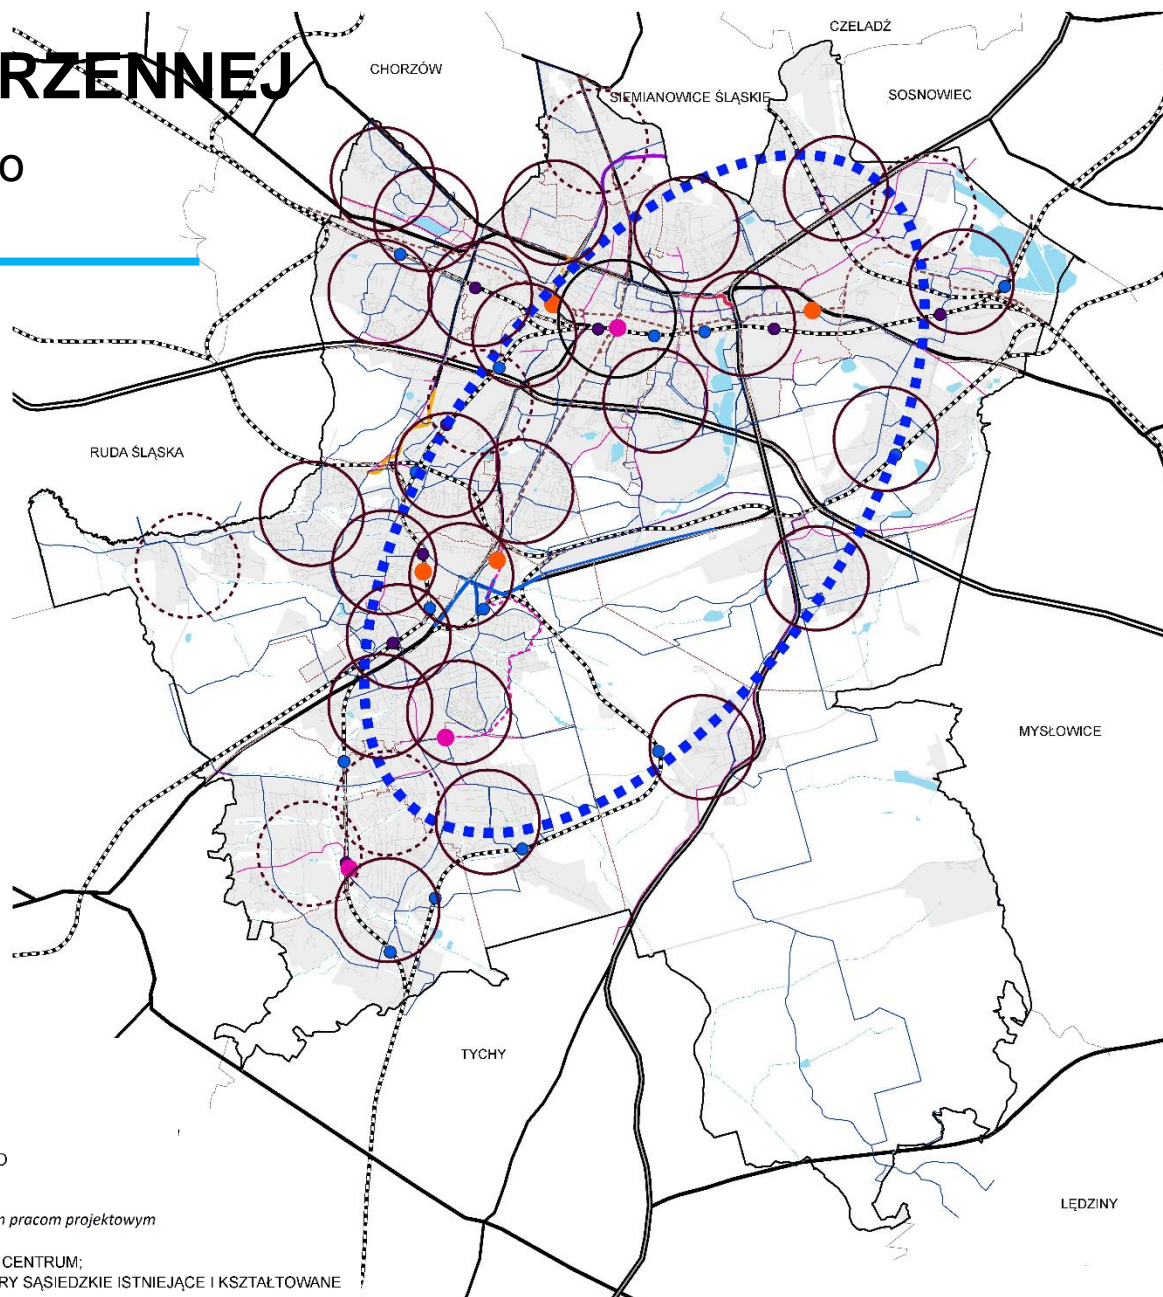 CZELADŹ
RZENNEJ
CHORZÓW
SIEMIANOWICE ŚLĄSKIE
SOSNOWIEC
O
RUDA ŚLĄSKA
MYSŁOWICE
TYCHY
O
LĘDZINY
m pracom projektowym
CENTRUM;
RY SĄSIEDZKIE ISTNIEJĄCE I KSZTAŁTOWANE